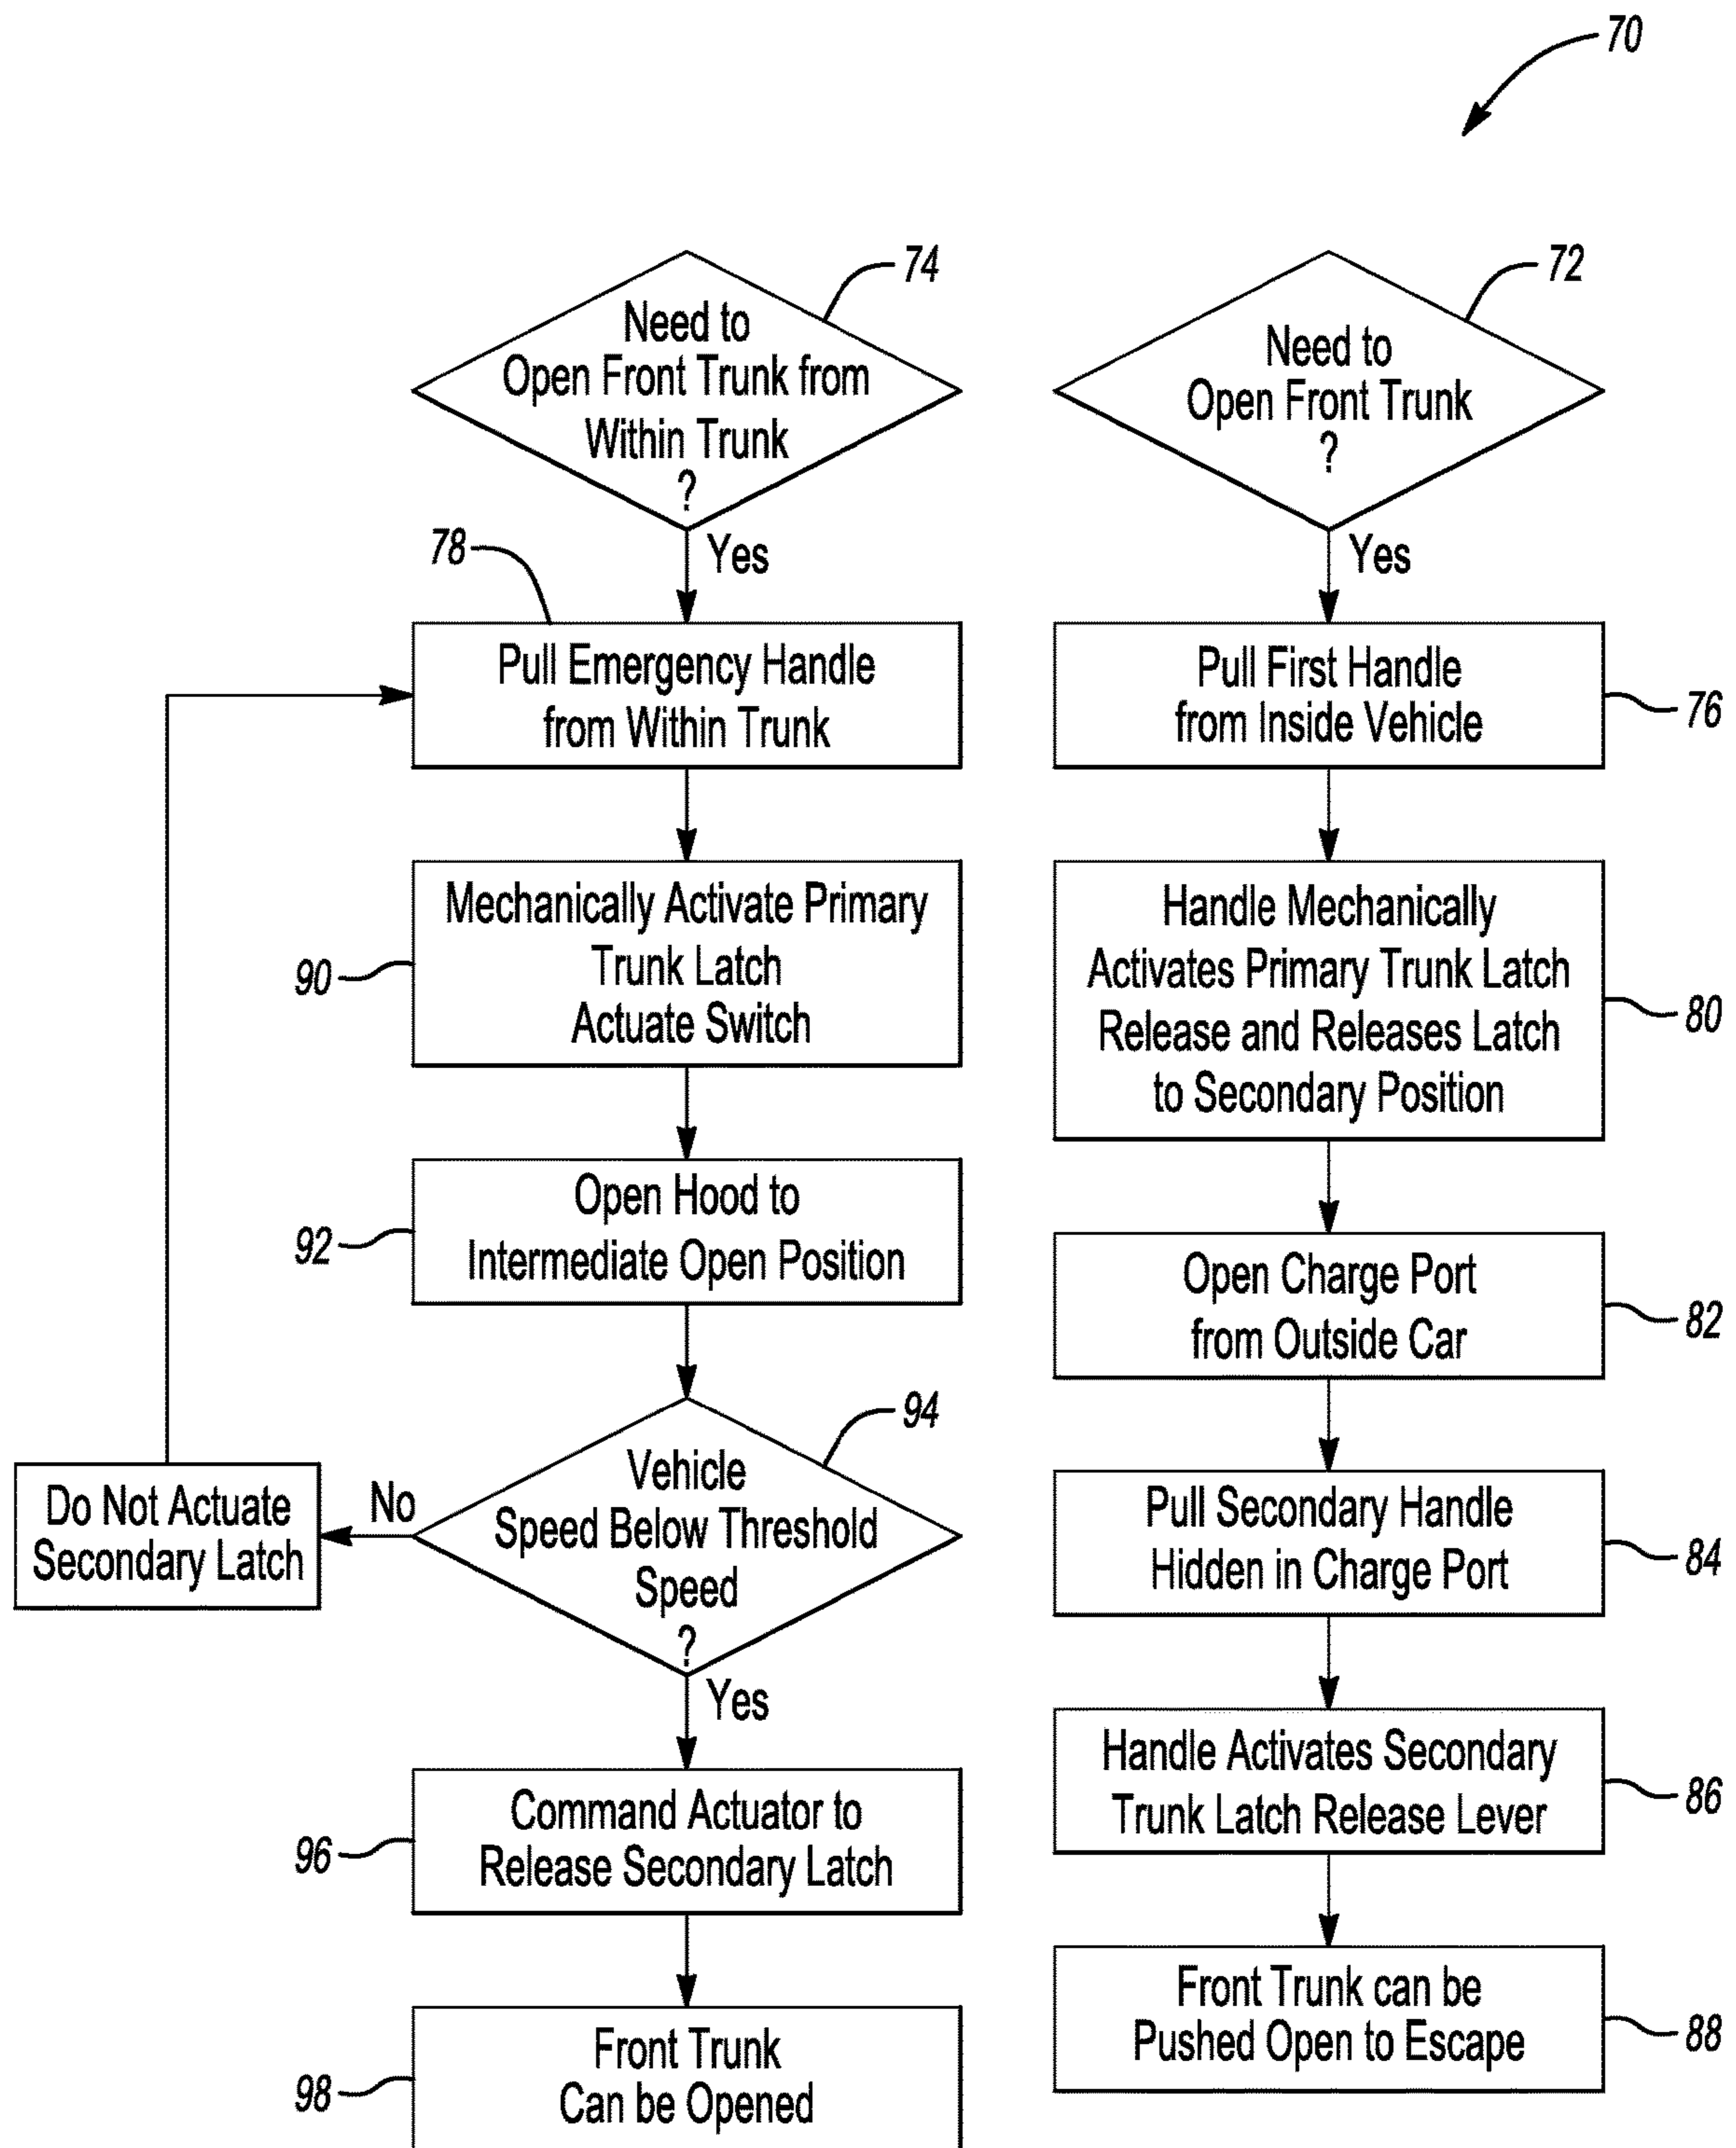 70
74
Need to
Open Front Trunk from
Within Trunk
?
Yes
78
Pull Emergency Handle
from Within Trunk
90
Mechanically Activate Primary
Trunk Latch
Actuate Switch
92
Open Hood to
Intermediate Open Position
94
Vehicle
Speed Below Threshold
Speed
?
No
Do Not Actuate
Secondary Latch
Yes
96
Command Actuator to
Release Secondary Latch
98
Front Trunk
Can be Opened
72
Need to
Open Front Trunk
?
Yes
Pull First Handle
from Inside Vehicle
76
Handle Mechanically
Activates Primary Trunk Latch
Release and Releases Latch
to Secondary Position
80
Open Charge Port
from Outside Car
82
Pull Secondary Handle
Hidden in Charge Port
84
Handle Activates Secondary
Trunk Latch Release Lever
86
Front Trunk can be
Pushed Open to Escape
88